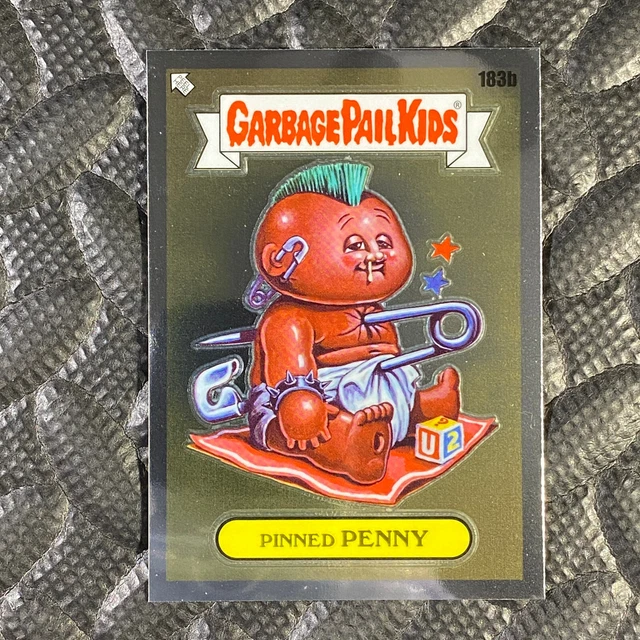 183b
GARBAGE PAIL KIDS®
P
U 2
PINNED PENNY